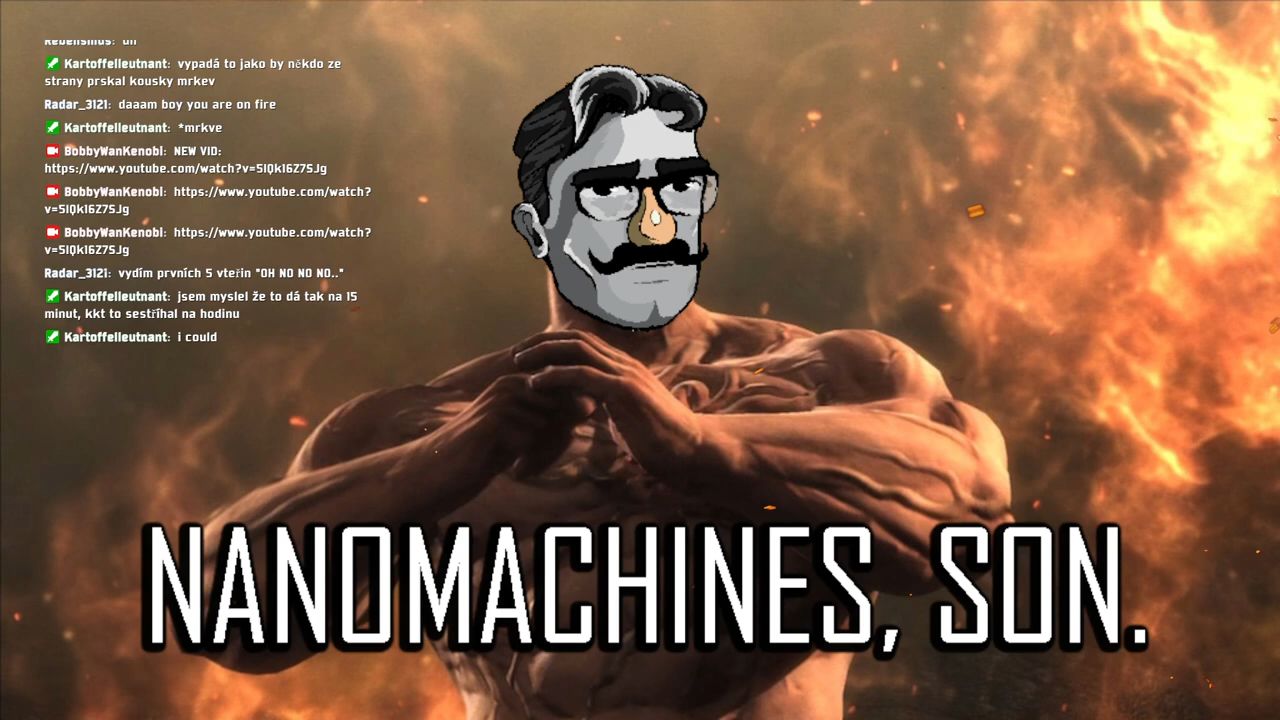 Kartoffelleutnant: vypadá to jako by někdo ze
strany prskal kousky mrkev
Radar_3121: daaam boy you are on fire
Kartoffelleutnant: *mrkve
BobbyWanKenobi: NEW VID:
https://www.youtube.com/watch?v=5IQkI6Z7SJg
BobbyWanKenobi: https://www.youtube.com/watch?
v=5IQkI6Z7SJg
BobbyWanKenobi: https://www.youtube.com/watch?
v=5IQkI6Z7SJg
Radar_3121: vydím prvních 5 vteřin "OH NO NO NO.."
Kartoffelleutnant: jsem myslel že to dá tak na 15
minut, kkt to sestříhal na hodinu
Kartoffelleutnant: i could
NANOMACHINES, SON.